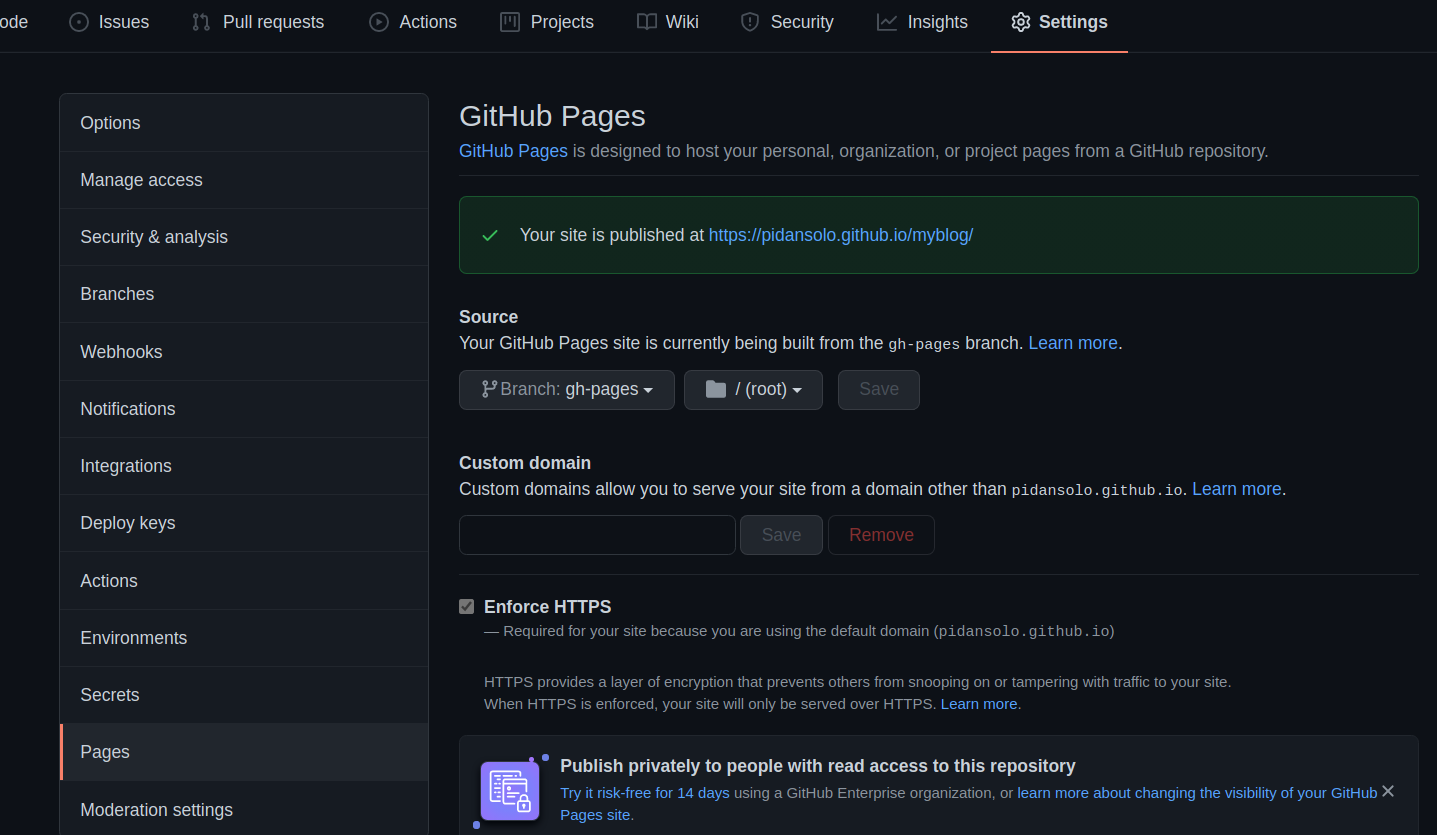 ode Issues Pull requests Actions Projects Wiki Security Insights Settings
Options
Manage access
Security & analysis
Branches
Webhooks
Notifications
Integrations
Deploy keys
Actions
Environments
Secrets
Pages
Moderation settings
GitHub Pages
GitHub Pages is designed to host your personal, organization, or project pages from a GitHub repository.
Your site is published at https://pidansolo.github.io/myblog/
Source
Your GitHub Pages site is currently being built from the gh-pages branch. Learn more.
Branch: gh-pages / (root) Save
Custom domain
Custom domains allow you to serve your site from a domain other than pidansolo.github.io. Learn more.
Save Remove
Enforce HTTPS
— Required for your site because you are using the default domain (pidansolo.github.io)
HTTPS provides a layer of encryption that prevents others from snooping on or tampering with traffic to your site.
When HTTPS is enforced, your site will only be served over HTTPS. Learn more.
Publish privately to people with read access to this repository
Try it risk-free for 14 days using a GitHub Enterprise organization, or learn more about changing the visibility of your GitHub
Pages site.